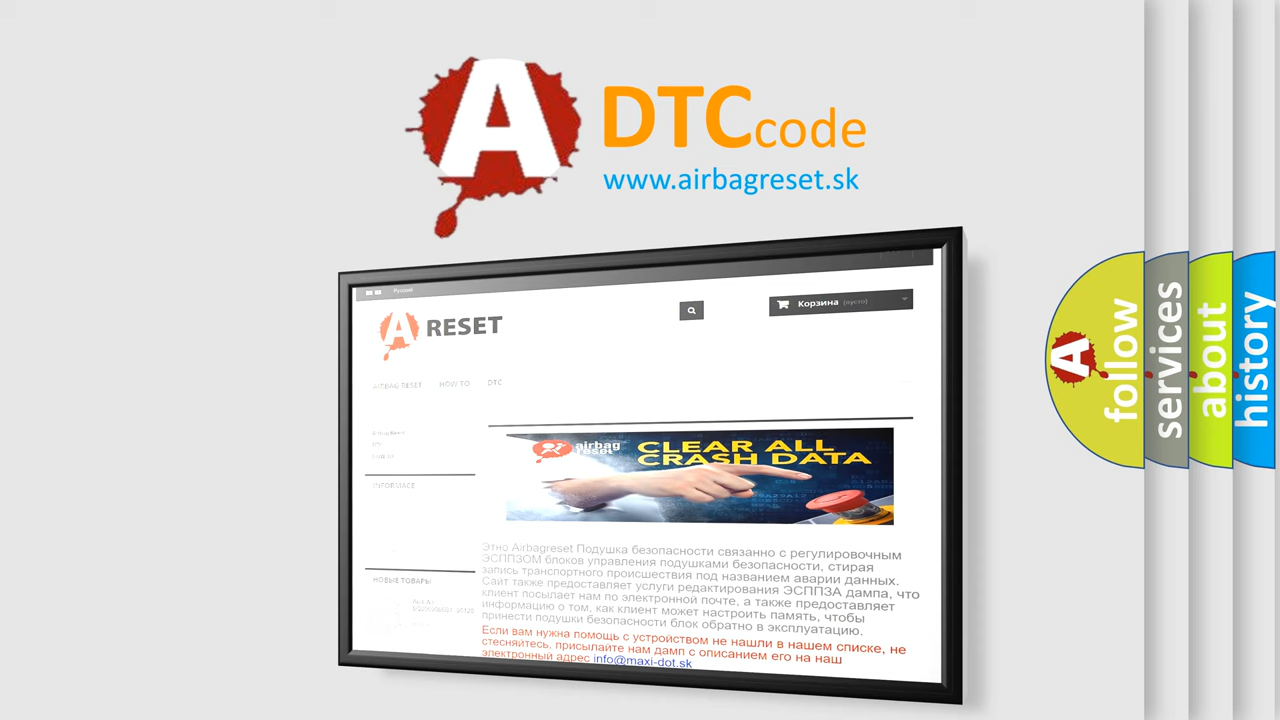 A DTC code
www.airbagreset.sk
Русский
A RESET
Корзина (пусто)
AIRBAG RESET HOW TO DTC
INFORMACE
НОВЫЕ ТОВАРЫ
airbag
reset
CLEAR ALL
CRASH DATA
Этно Airbagreset Подушка безопасности связанно с регулировочным
ЭСППЗОМ блоков управления подушками безопасности, стирая
запись транспортного происшествия под названием аварии данных.
Сайт также предоставляет услуги редактирования ЭСППЗА дампа, что
клиент посылает нам по электронной почте, а также предоставляет
информацию о том, как клиент может настроить память, чтобы
принести подушки безопасности блок обратно в эксплуатацию.
Если вам нужна помощь с устройством не нашли в нашем списке, не
стесняйтесь, присылайте нам дамп с описанием его на наш
электронный адрес info@maxi-dot.sk
A follow
services
about
history